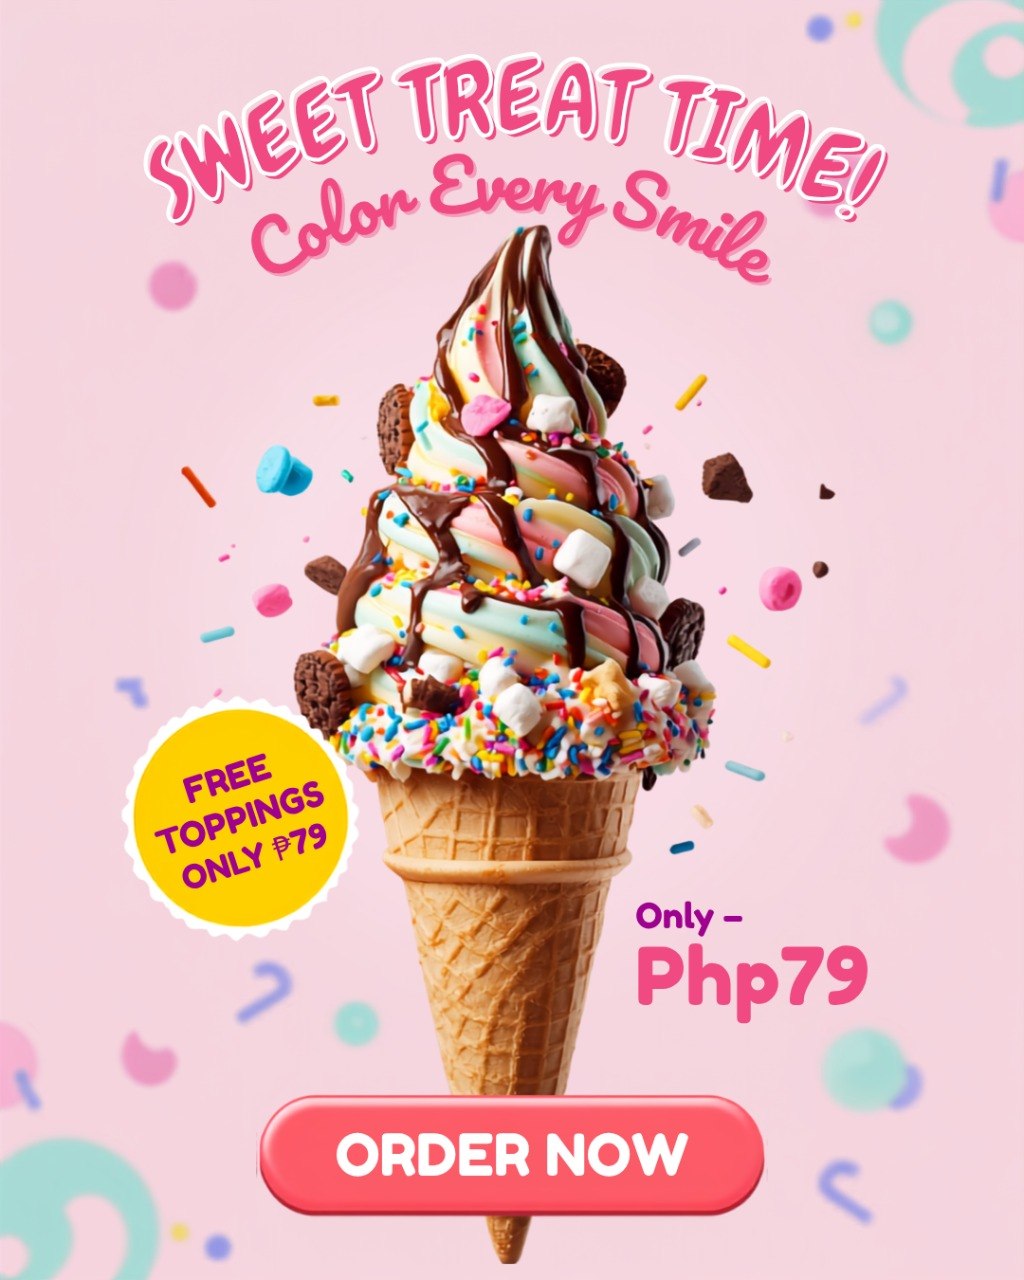 SWEET TREAT TIME!
Color Every Smile
FREE
TOPPINGS
ONLY ₱79
Only –
Php79
ORDER NOW